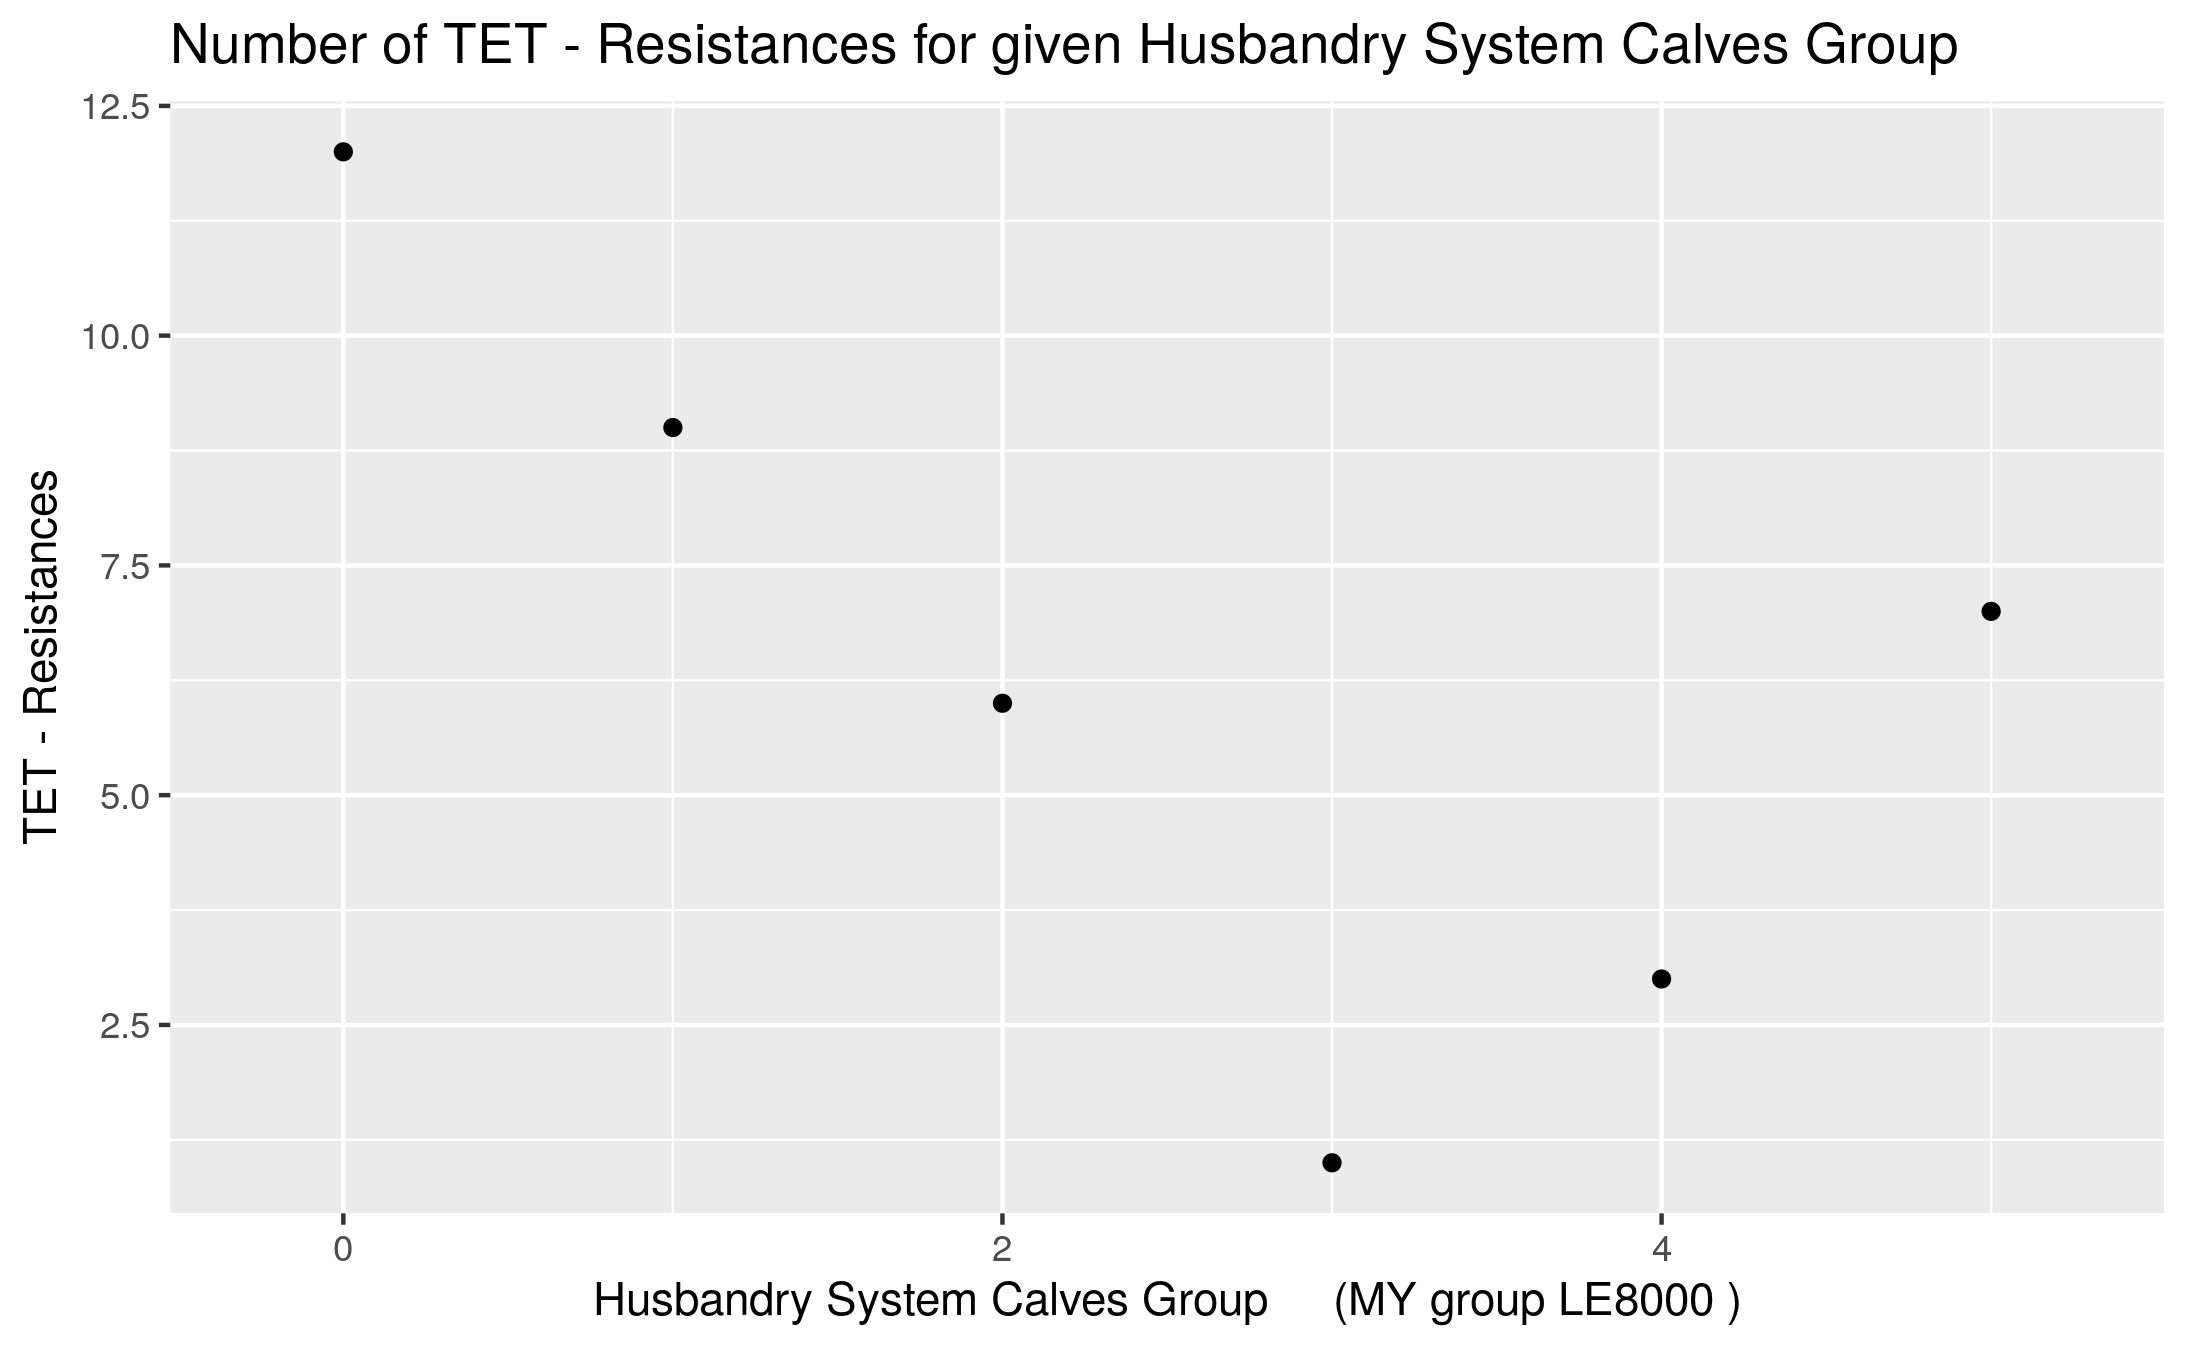 Number of TET - Resistances for given Husbandry System Calves Group
12.5
10.0
7.5
5.0
2.5
TET - Resistances
0 2 4
Husbandry System Calves Group (MY group LE8000 )